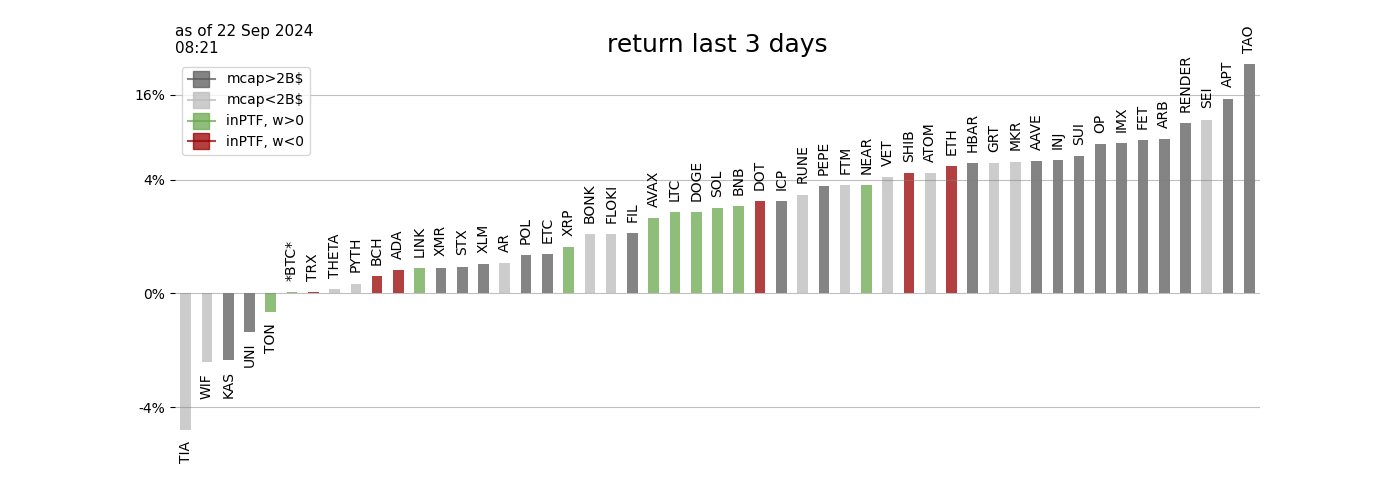 as of 22 Sep 2024
08:21
return last 3 days
mcap>2B$
mcap<2B$
inPTF, w>0
inPTF, w<0
16%
4%
0%
-4%
TIA
WIF
KAS
UNI
TON
*BTC*
TRX
THETA
PYTH
BCH
ADA
LINK
XMR
STX
XLM
AR
POL
ETC
XRP
BONK
FLOKI
FIL
AVAX
LTC
DOGE
SOL
BNB
DOT
ICP
RUNE
PEPE
FTM
NEAR
VET
SHIB
ATOM
ETH
HBAR
GRT
MKR
AAVE
INJ
SUI
OP
IMX
FET
ARB
RENDER
SEI
APT
TAO